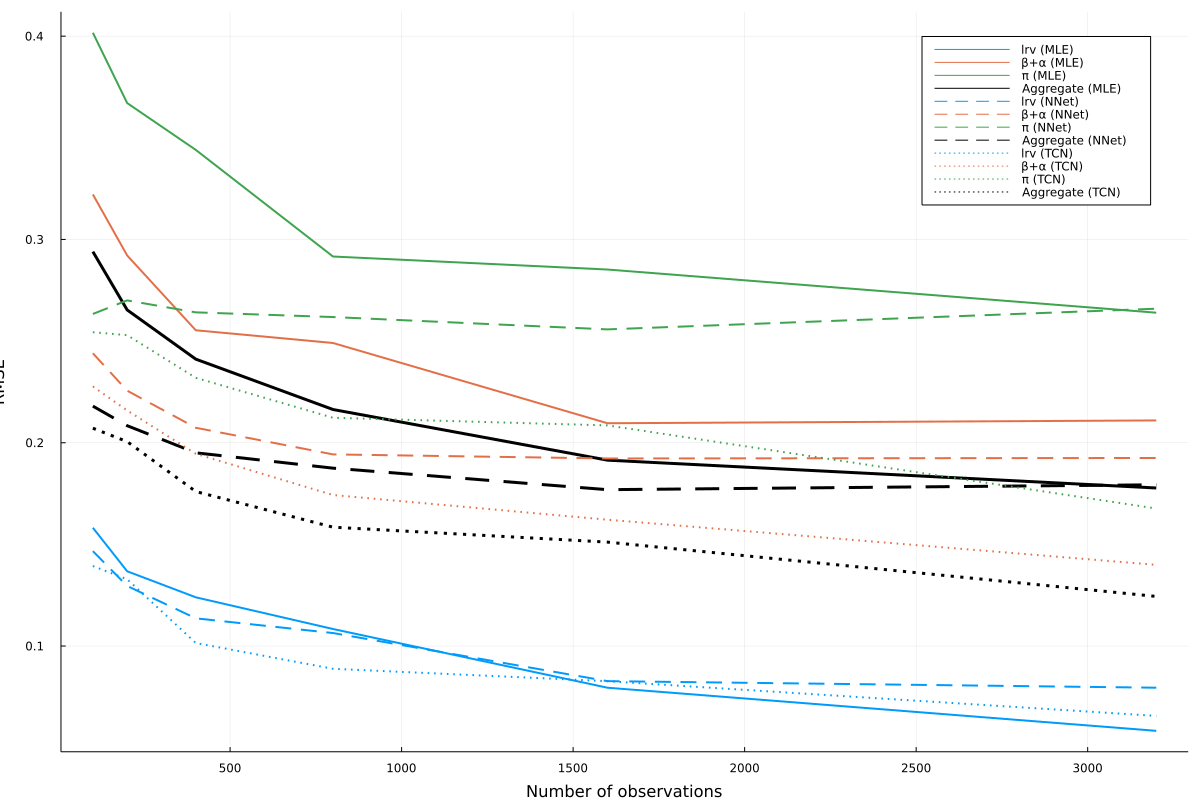 0.4
0.3
0.2
0.1
RMSE
500
1000
1500
2000
2500
3000
Number of observations
lrv (MLE)
β+α (MLE)
π (MLE)
Aggregate (MLE)
lrv (NNet)
β+α (NNet)
π (NNet)
Aggregate (NNet)
lrv (TCN)
β+α (TCN)
π (TCN)
Aggregate (TCN)